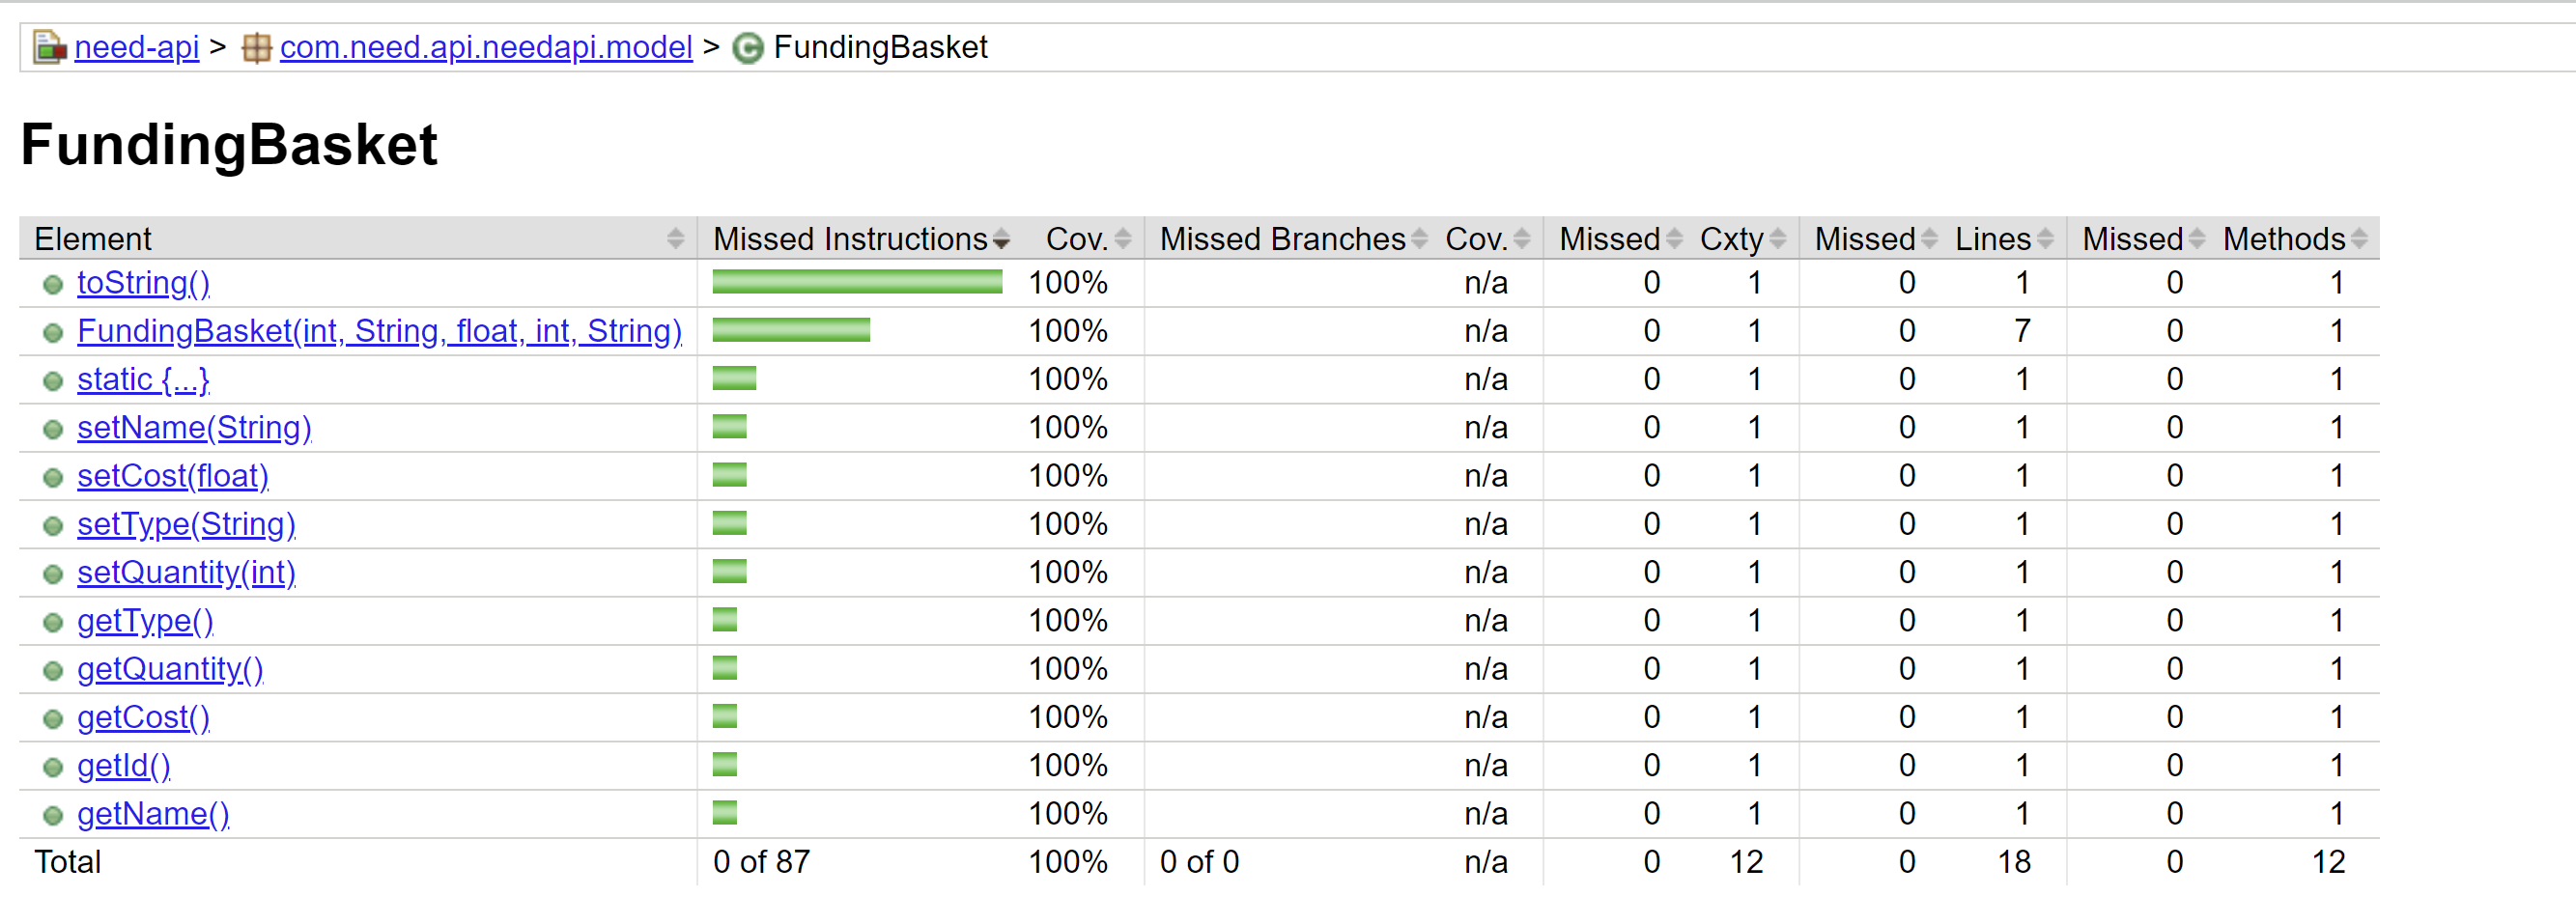 need-api > com.need.api.needapi.model > FundingBasket
FundingBasket
Element Missed Instructions Cov. Missed Branches Cov. Missed Cxty Missed Lines Missed Methods
toString() 100% n/a 0 1 0 1 0 1
FundingBasket(int, String, float, int, String) 100% n/a 0 1 0 7 0 1
static {...} 100% n/a 0 1 0 1 0 1
setName(String) 100% n/a 0 1 0 1 0 1
setCost(float) 100% n/a 0 1 0 1 0 1
setType(String) 100% n/a 0 1 0 1 0 1
setQuantity(int) 100% n/a 0 1 0 1 0 1
getType() 100% n/a 0 1 0 1 0 1
getQuantity() 100% n/a 0 1 0 1 0 1
getCost() 100% n/a 0 1 0 1 0 1
getId() 100% n/a 0 1 0 1 0 1
getName() 100% n/a 0 1 0 1 0 1
Total 0 of 87 100% 0 of 0 n/a 0 12 0 18 0 12